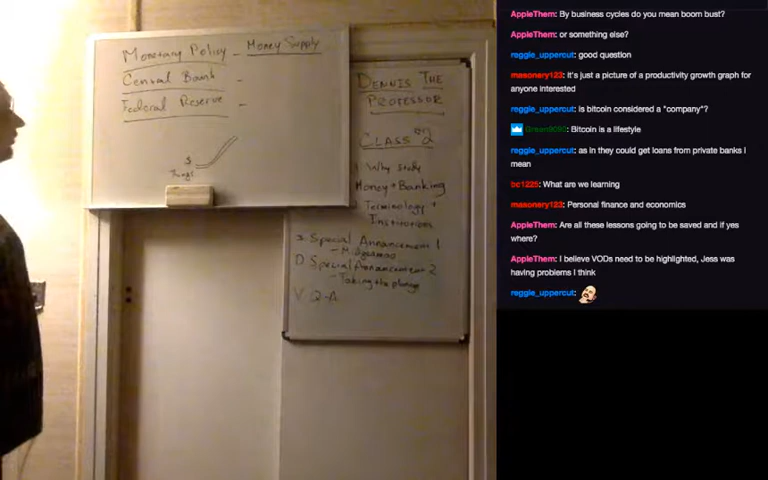 Monetary Policy - Money Supply
Central Bank -
Federal Reserve -
$
Things
DENNIS THE
PROFESSOR
CLASS #2
Why study
Money + Banking
Terminology +
Institutions
Special Announcement 1
Special Announcement 2
- Taking the plunge
V Q-A
AppleThem: By business cycles do you mean boom bust?
AppleThem: or something else?
reggie_uppercut: good question
masonery123: it's just a picture of a productivity growth graph for
anyone interested
reggie_uppercut: is bitcoin considered a "company"?
: Bitcoin is a lifestyle
reggie_uppercut: as in they could get loans from private banks i
mean
bc1225: What are we learning
masonery123: Personal finance and economics
AppleThem: Are all these lessons going to be saved and if yes
where?
AppleThem: I believe VODs need to be highlighted, Jess was
having problems I think
reggie_uppercut: